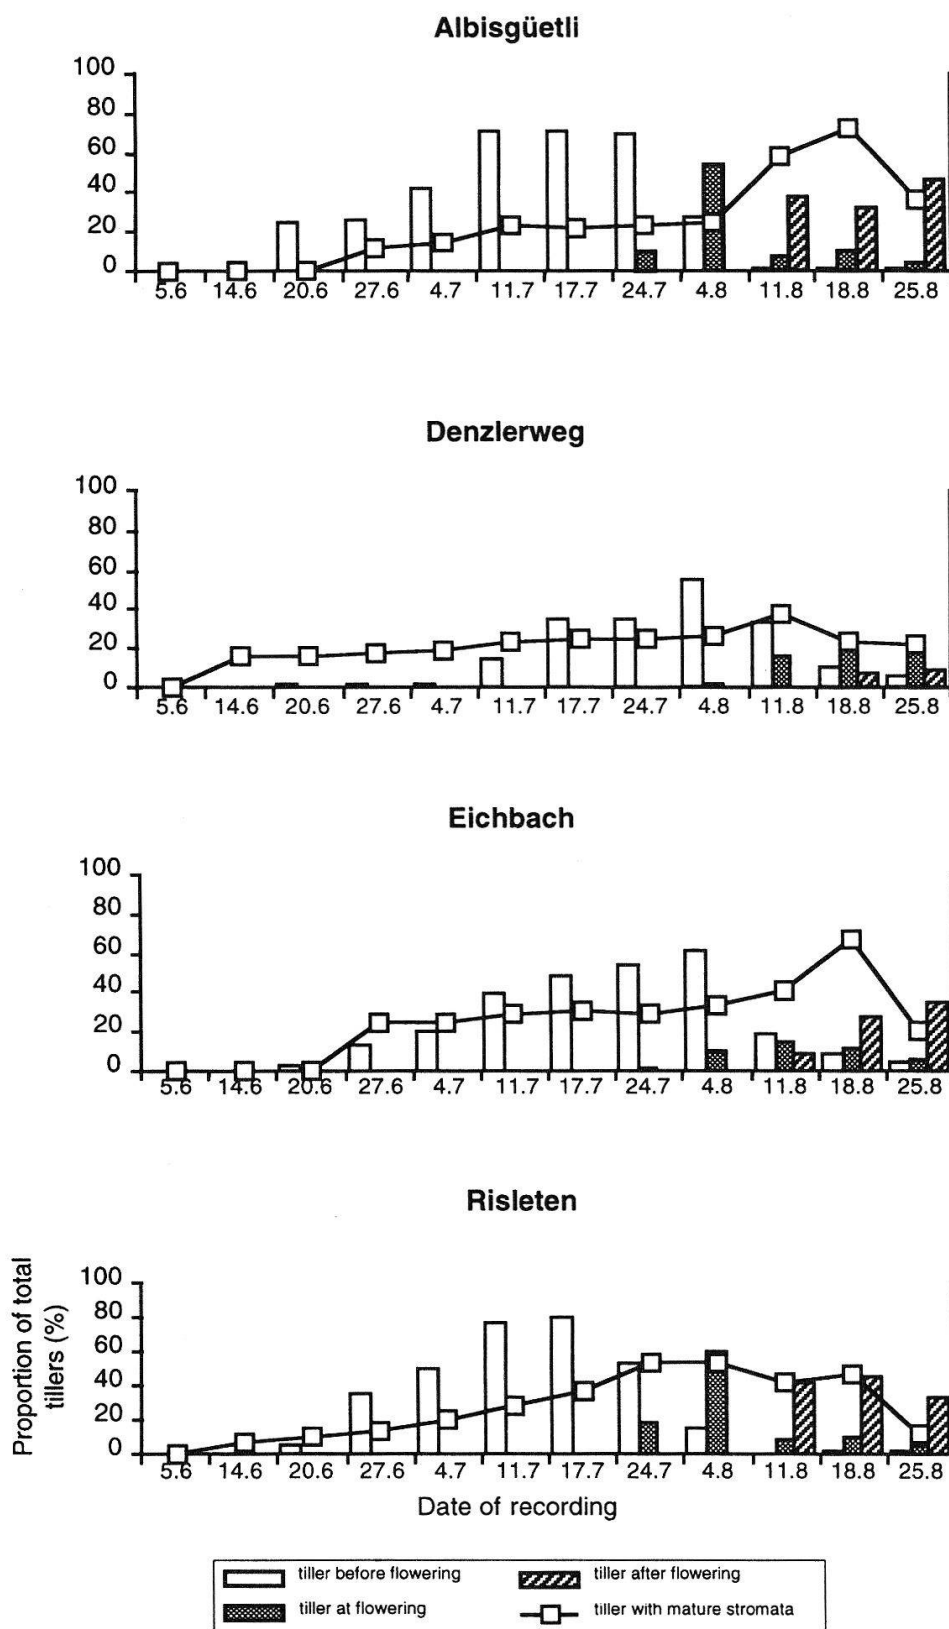 Albisgüetli
100
80
60
40
20
0
5.6 14.6 20.6 27.6 4.7 11.7 17.7 24.7 4.8 11.8 18.8 25.8
Denzlerweg
100
80
60
40
20
0
5.6 14.6 20.6 27.6 4.7 11.7 17.7 24.7 4.8 11.8 18.8 25.8
Eichbach
100
80
60
40
20
0
5.6 14.6 20.6 27.6 4.7 11.7 17.7 24.7 4.8 11.8 18.8 25.8
Risleten
Proportion of total
tillers (%)
100
80
60
40
20
0
5.6 14.6 20.6 27.6 4.7 11.7 17.7 24.7 4.8 11.8 18.8 25.8
Date of recording
tiller before flowering
tiller after flowering
tiller at flowering
tiller with mature stromata